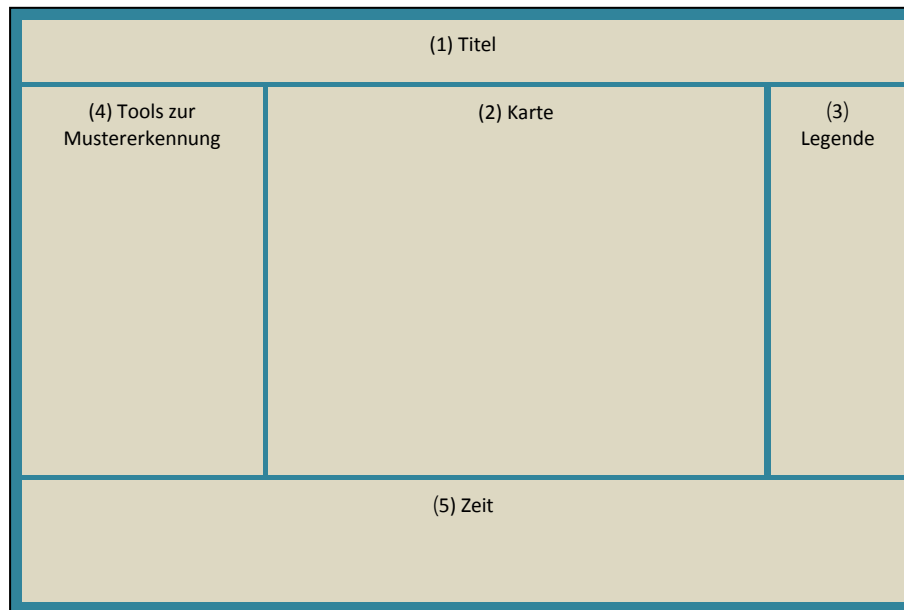 (1) Titel
(4) Tools zur
Mustererkennung
(2) Karte
(3)
Legende
(5) Zeit